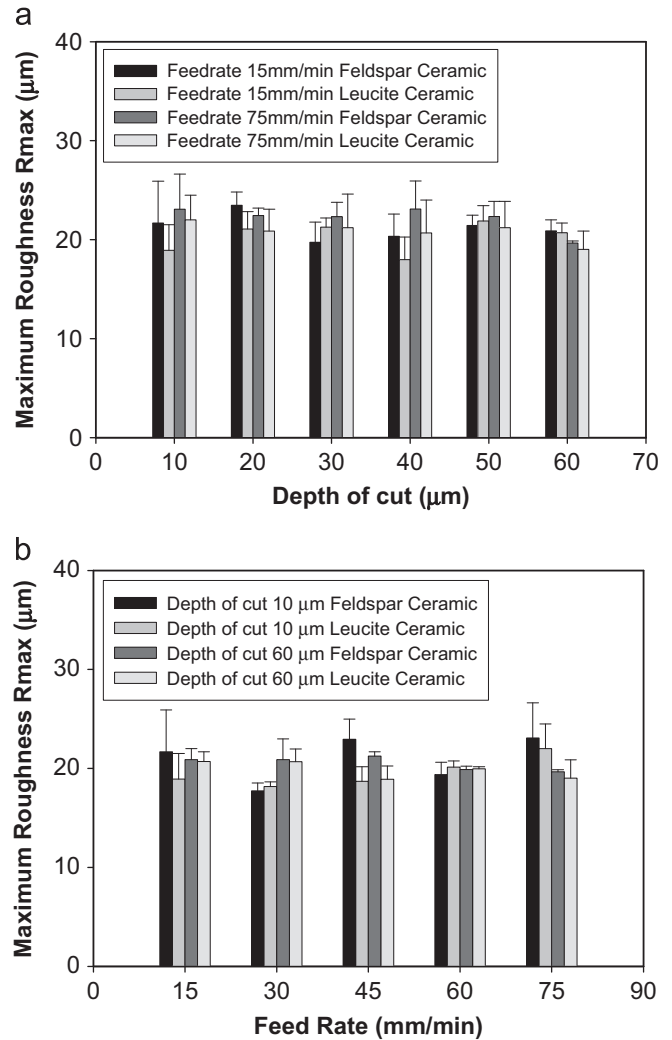 a
40
30
20
10
0
Maximum Roughness Rmax (μm)
Feedrate 15mm/min Feldspar Ceramic
Feedrate 15mm/min Leucite Ceramic
Feedrate 75mm/min Feldspar Ceramic
Feedrate 75mm/min Leucite Ceramic
0 10 20 30 40 50 60 70
Depth of cut (μm)
b
40
30
20
10
0
Maximum Roughness Rmax (μm)
Depth of cut 10 μm Feldspar Ceramic
Depth of cut 10 μm Leucite Ceramic
Depth of cut 60 μm Feldspar Ceramic
Depth of cut 60 μm Leucite Ceramic
0 15 30 45 60 75 90
Feed Rate (mm/min)